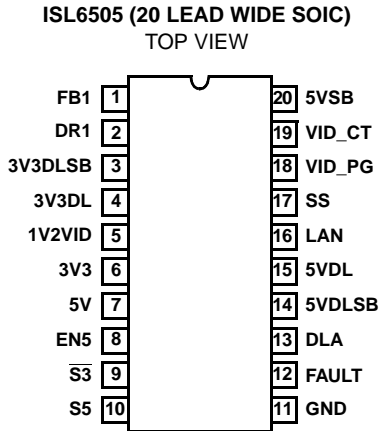 ISL6505 (20 LEAD WIDE SOIC)
TOP VIEW
FB1 1 20 5VSB
DR1 2 19 VID_CT
3V3DLSB 3 18 VID_PG
3V3DL 4 17 SS
1V2VID 5 16 LAN
3V3 6 15 5VDL
5V 7 14 5VDLSB
EN5 8 13 DLA
S3 9 12 FAULT
S5 10 11 GND